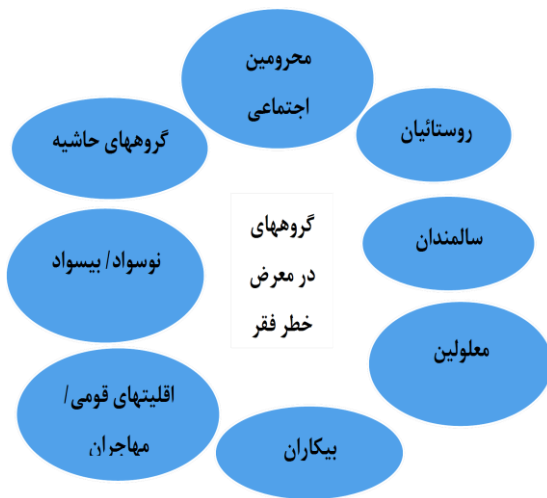 محرومین
اجتماعی
روستائیان
گروههای حاشیه
سالمندان
گروههای
در معرض
خطر فقر
نوسواد/ بیسواد
معلولین
اقلیتهای قومی/
مهاجران
بیکاران